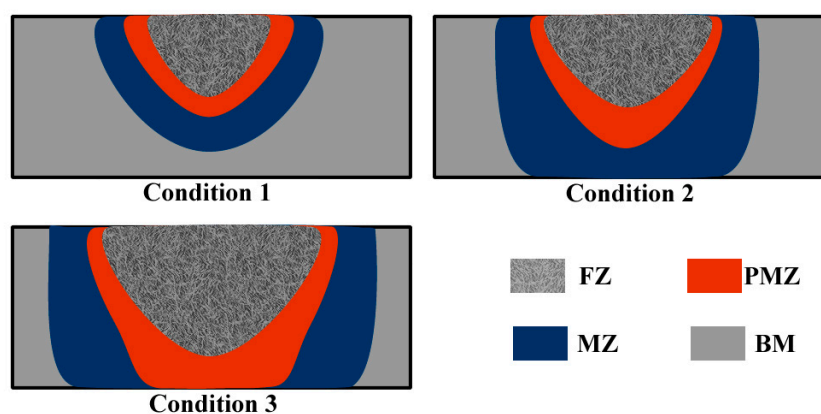 Condition 1
Condition 2
Condition 3
FZ
PMZ
MZ
BM